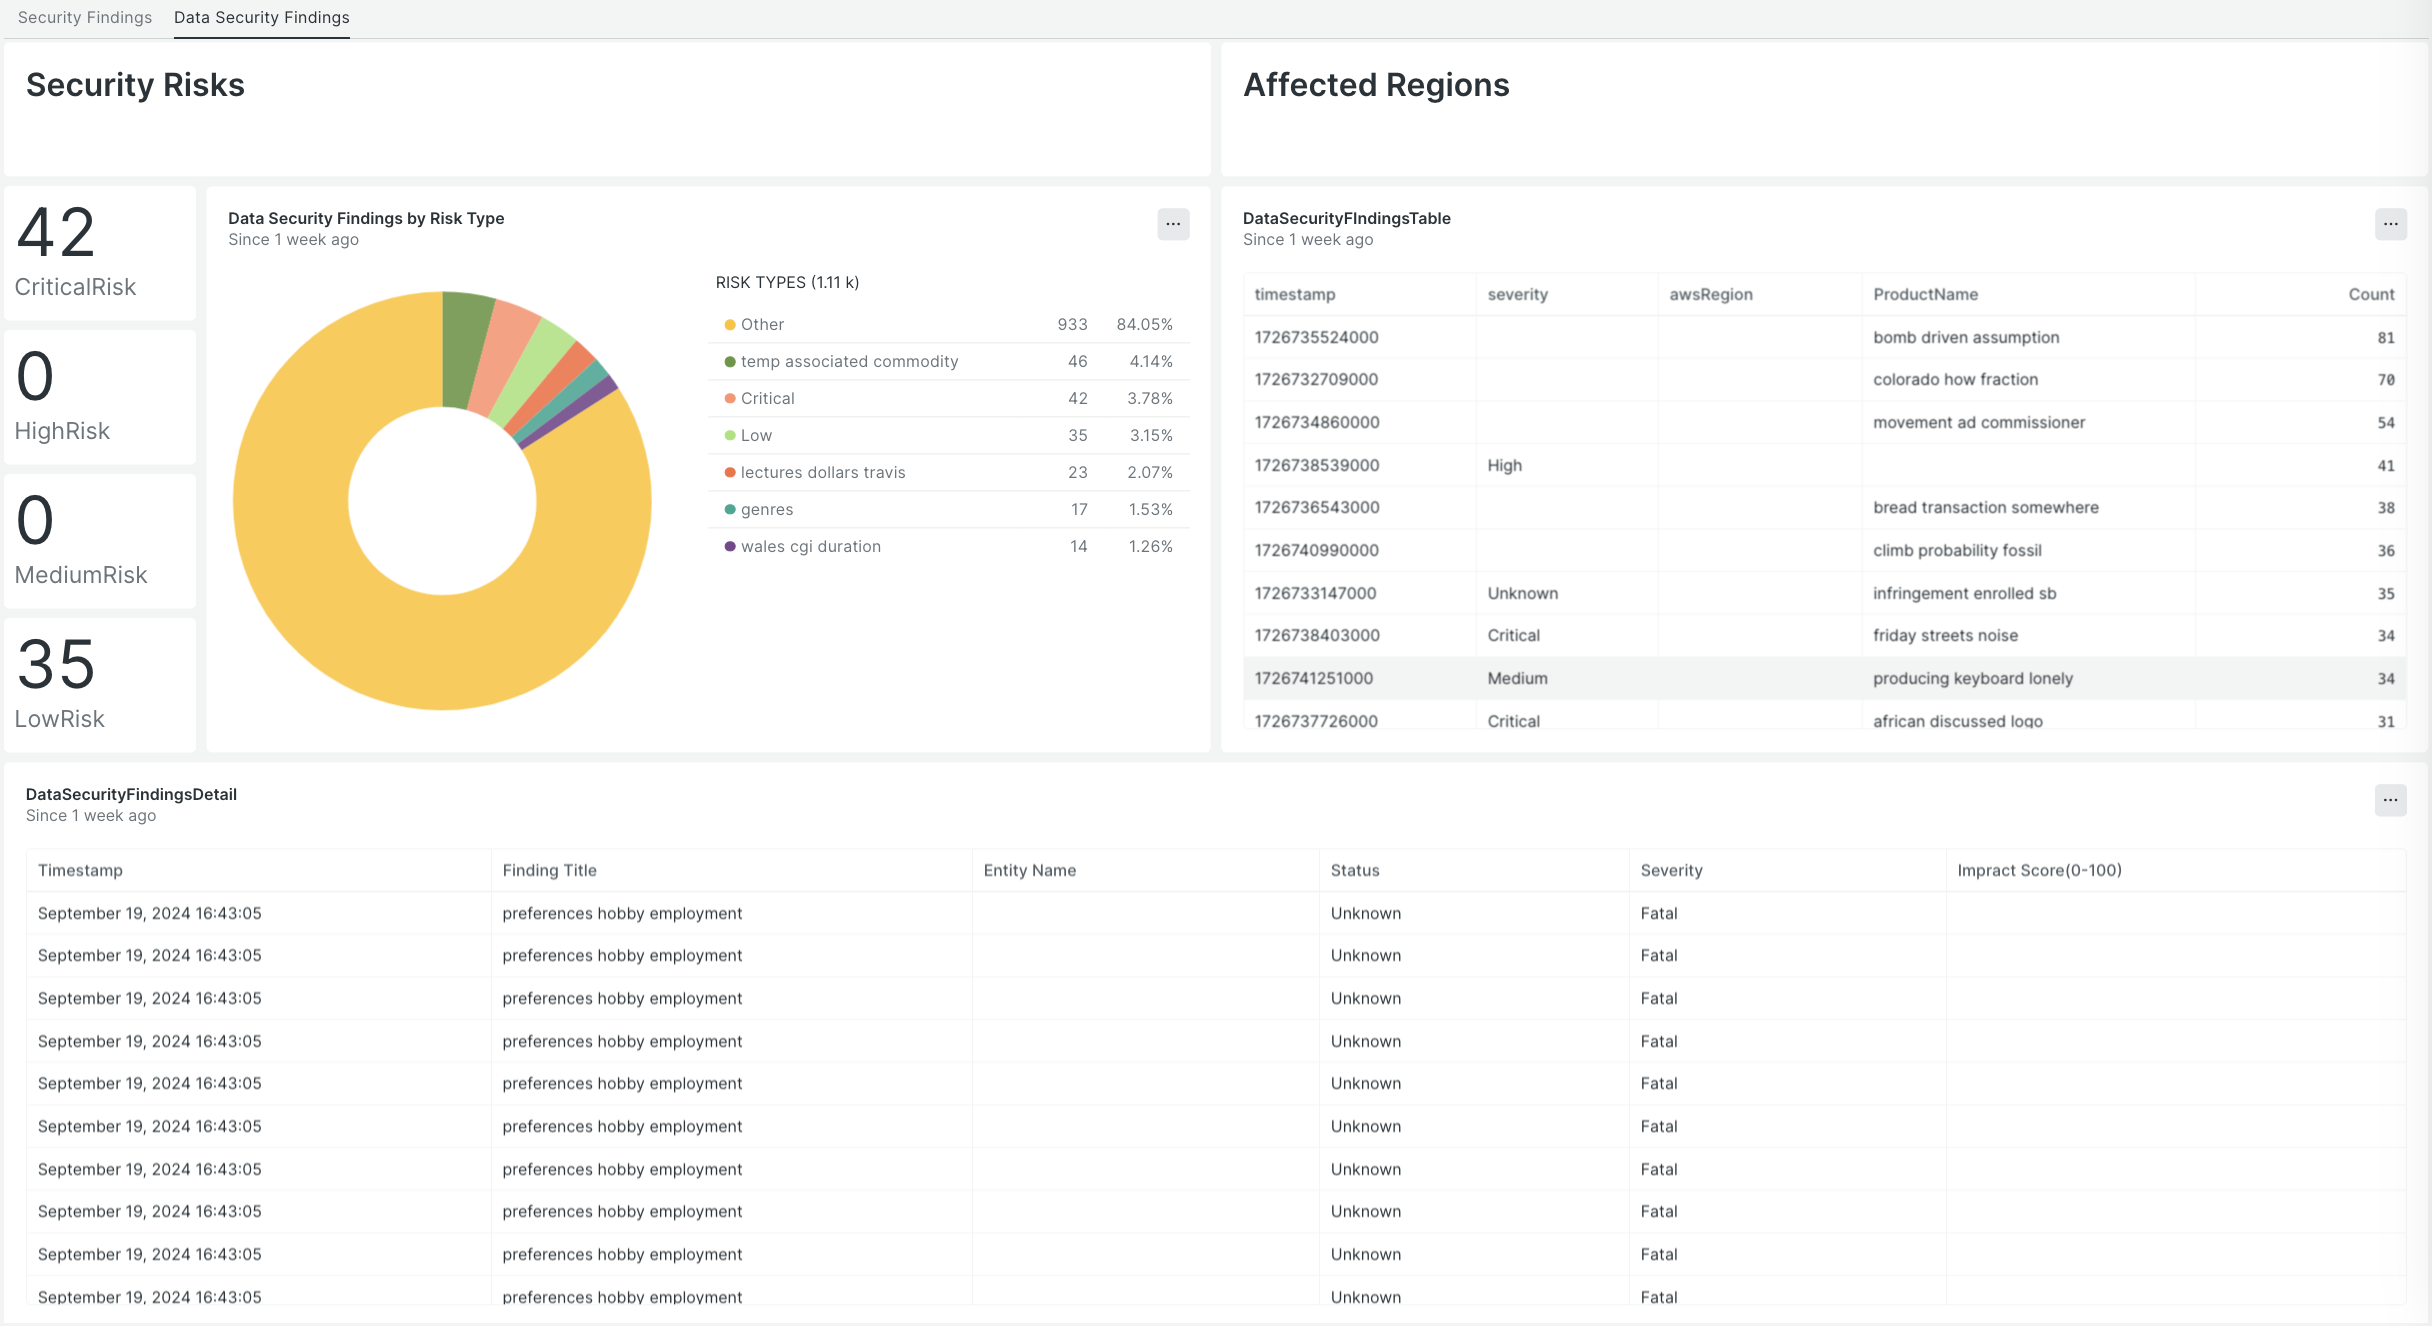 Security Findings Data Security Findings
Security Risks
Affected Regions
42
CriticalRisk
0
HighRisk
0
MediumRisk
35
LowRisk
Data Security Findings by Risk Type
Since 1 week ago
...
RISK TYPES (1.11 k)
Other 933 84.05%
temp associated commodity 46 4.14%
Critical 42 3.78%
Low 35 3.15%
lectures dollars travis 23 2.07%
genres 17 1.53%
wales cgi duration 14 1.26%
DataSecurityFIndingsTable
Since 1 week ago
...
timestamp severity awsRegion ProductName Count
1726735524000 bomb driven assumption 81
1726732709000 colorado how fraction 70
1726734860000 movement ad commissioner 54
1726738539000 High 41
1726736543000 bread transaction somewhere 38
1726740990000 climb probability fossil 36
1726733147000 Unknown infringement enrolled sb 35
1726738403000 Critical friday streets noise 34
1726741251000 Medium producing keyboard lonely 34
1726737726000 Critical african discussed logo 31
DataSecurityFindingsDetail
Since 1 week ago
...
Timestamp Finding Title Entity Name Status Severity Impract Score(0-100)
September 19, 2024 16:43:05 preferences hobby employment Unknown Fatal
September 19, 2024 16:43:05 preferences hobby employment Unknown Fatal
September 19, 2024 16:43:05 preferences hobby employment Unknown Fatal
September 19, 2024 16:43:05 preferences hobby employment Unknown Fatal
September 19, 2024 16:43:05 preferences hobby employment Unknown Fatal
September 19, 2024 16:43:05 preferences hobby employment Unknown Fatal
September 19, 2024 16:43:05 preferences hobby employment Unknown Fatal
September 19, 2024 16:43:05 preferences hobby employment Unknown Fatal
September 19, 2024 16:43:05 preferences hobby employment Unknown Fatal
September 19, 2024 16:43:05 preferences hobby employment Unknown Fatal